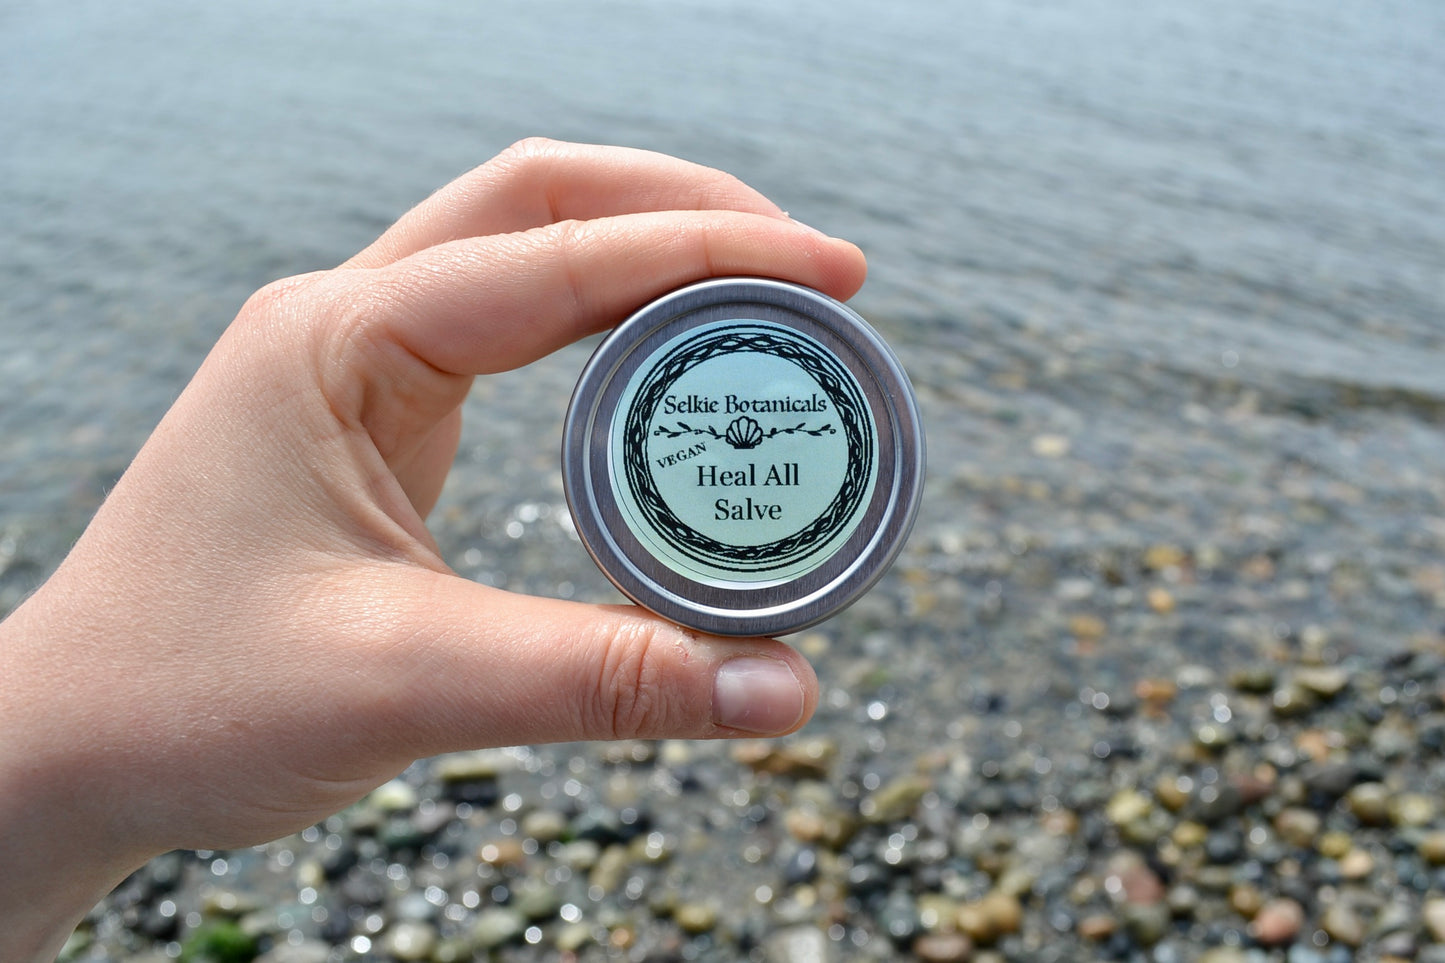 Selkie Botanicals
VEGAN
Heal All
Salve